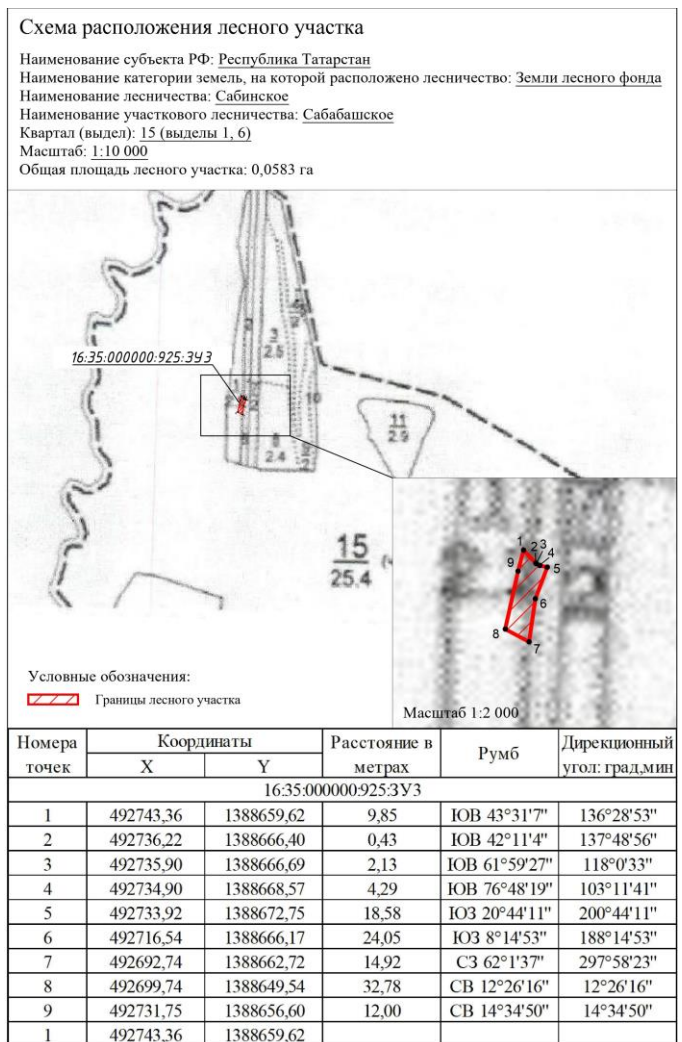 Схема расположения лесного участка
Наименование субъекта РФ: Республика Татарстан
Наименование категории земель, на которой расположено лесничество: Земли лесного фонда
Наименование лесничества: Сабинское
Наименование участкового лесничества: Сабабашское
Квартал (выдел): 15 (выделы 1, 6)
Масштаб: 1:10 000
Общая площадь лесного участка: 0,0583 га
16:35:000000:925:ЗУ3
3
2.5
1
10
11
2.9
8
2.4
15
25.4
1
2
3
4
5
9
6
8
7
Масштаб 1:2 000
Условные обозначения:
Границы лесного участка
Номера точек Координаты Расстояние в метрах Румб Дирекционный угол: град,мин
X Y
16:35:000000:925:ЗУ3
1 492743,36 1388659,62 9,85 ЮВ 43°31'7" 136°28'53"
2 492736,22 1388666,40 0,43 ЮВ 42°11'4" 137°48'56"
3 492735,90 1388666,69 2,13 ЮВ 61°59'27" 118°0'33"
4 492734,90 1388668,57 4,29 ЮВ 76°48'19" 103°11'41"
5 492733,92 1388672,75 18,58 ЮЗ 20°44'11" 200°44'11"
6 492716,54 1388666,17 24,05 ЮЗ 8°14'53" 188°14'53"
7 492692,74 1388662,72 14,92 СЗ 62°1'37" 297°58'23"
8 492699,74 1388649,54 32,78 СВ 12°26'16" 12°26'16"
9 492731,75 1388656,60 12,00 СВ 14°34'50" 14°34'50"
1 492743,36 1388659,62